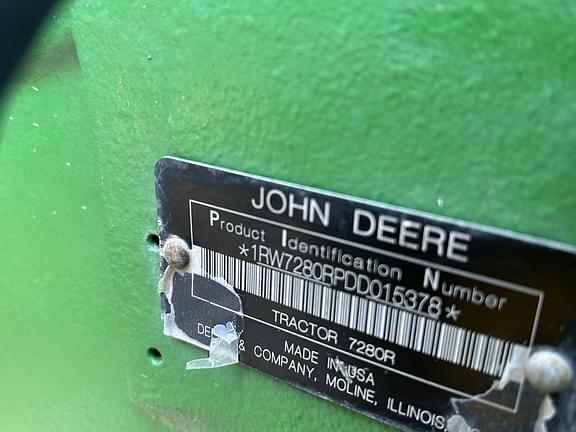 JOHN DEERE
Product Identification Number
*1RW7280RPDD015378*
TRACTOR 7280R
MADE IN USA
& COMPANY, MOLINE, ILLINOIS